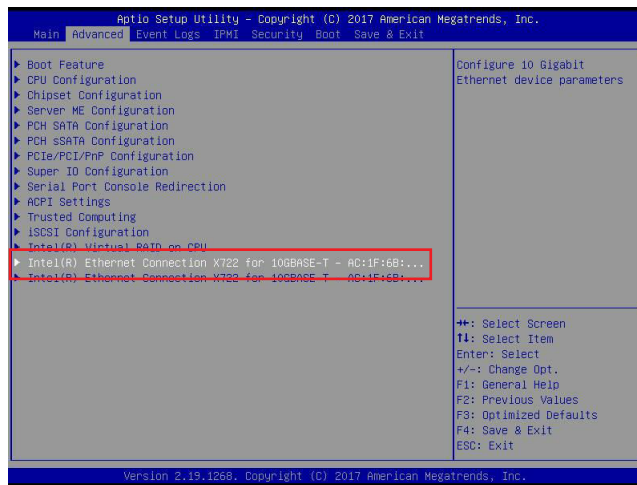 Aptio Setup Utility – Copyright (C) 2017 American Megatrends, Inc.
Main Advanced Event Logs IPMI Security Boot Save & Exit
▶ Boot Feature
▶ CPU Configuration
▶ Chipset Configuration
▶ Server ME Configuration
▶ PCH SATA Configuration
▶ PCH sSATA Configuration
▶ PCIe/PCI/PnP Configuration
▶ Super IO Configuration
▶ Serial Port Console Redirection
▶ ACPI Settings
▶ Trusted Computing
▶ iSCSI Configuration
▶ Intel(R) Virtual RAID on CPU
▶ Intel(R) Ethernet Connection X722 for 10GBASE-T – AC:1F:6B:...
▶ Intel(R) Ethernet Connection X722 for 10GBASE-T – AC:1F:6B:...
Configure 10 Gigabit
Ethernet device parameters
→←: Select Screen
↑↓: Select Item
Enter: Select
+/-: Change Opt.
F1: General Help
F2: Previous Values
F3: Optimized Defaults
F4: Save & Exit
ESC: Exit
Version 2.19.1268. Copyright (C) 2017 American Megatrends, Inc.